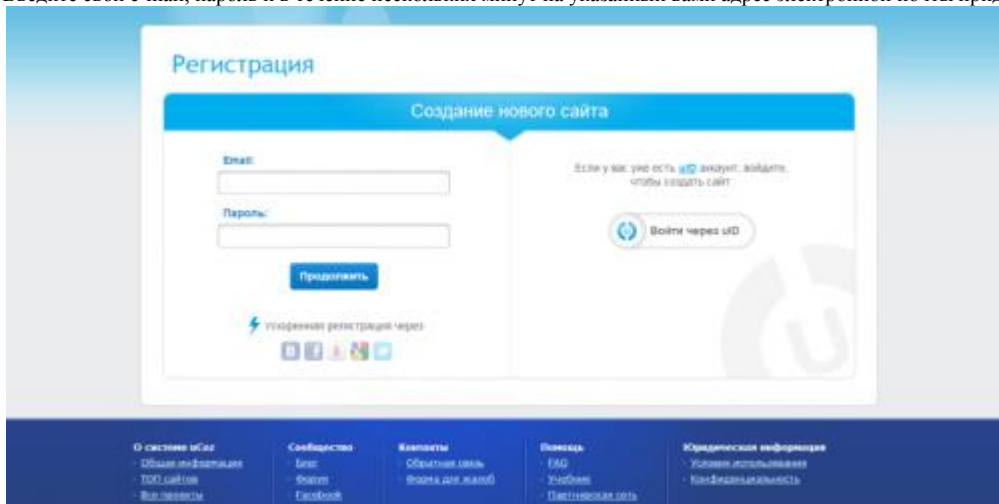 Введите свой e-mail, пароль и в течение нескольких минут на указанный вами адрес электронной почты
Регистрация
Создание нового сайта
Email:
Если у вас уже есть uID аккаунт, войдите,
чтобы создать сайт
Пароль:
Войти через uID
Продолжить
Ускоренная регистрация через
О системе uCoz
Сообщество
Контакты
Помощь
Юридическая информация
Общая информация
Блог
Обратная связь
FAQ
Условия использования
ТОП сайтов
Форум
Форма для жалоб
Учебник
Конфиденциальность
Все проекты
Facebook
Партнерская сеть